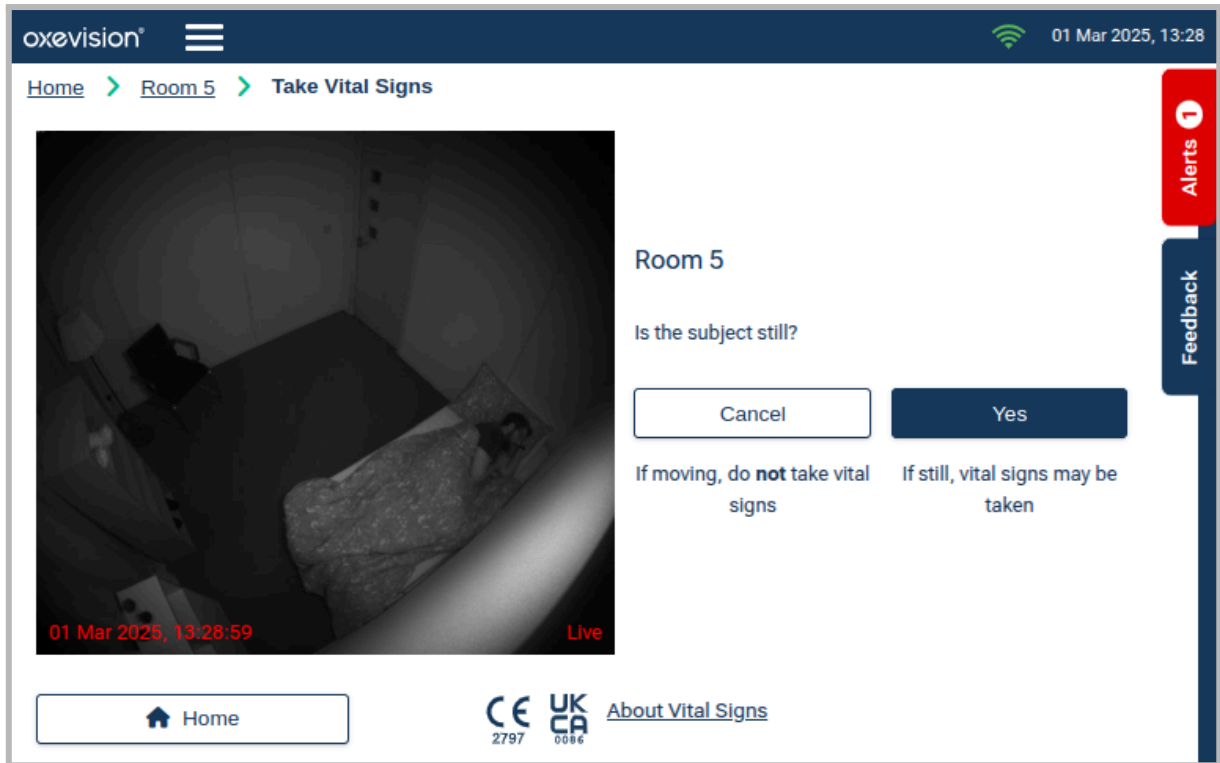 oxevision®
01 Mar 2025, 13:28
Home > Room 5 > Take Vital Signs
Alerts 1
Feedback
Room 5
Is the subject still?
Cancel
Yes
If moving, do not take vital
signs
If still, vital signs may be
taken
01 Mar 2025, 13:28:59
Live
Home
CE
2797
UK
CA
0086
About Vital Signs